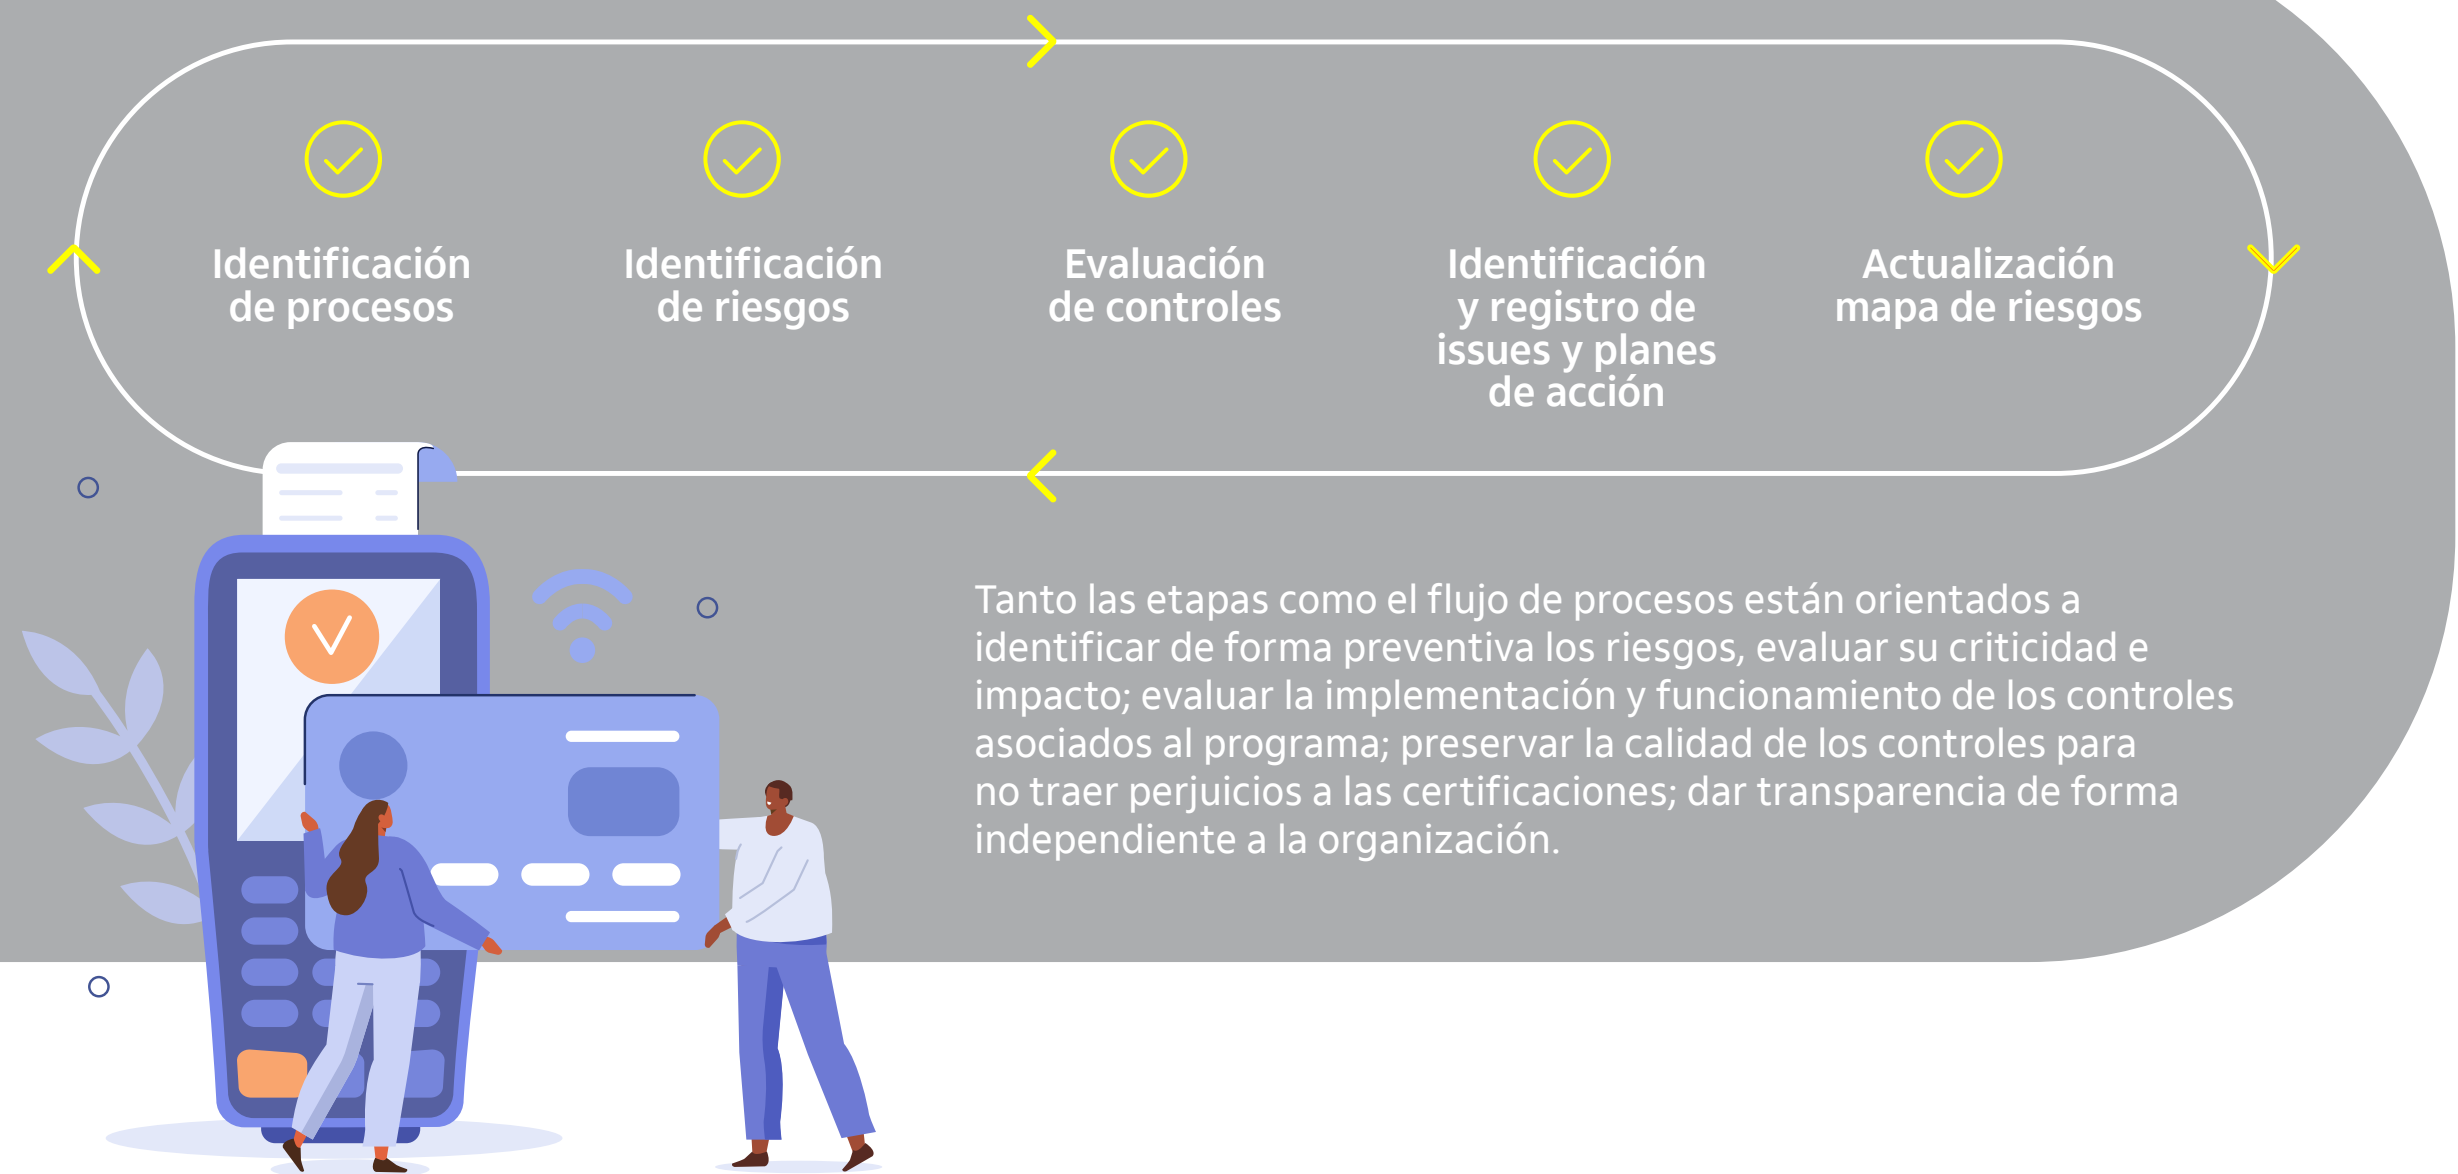 Identificación
de procesos
Identificación
de riesgos
Evaluación
de controles
Identificación
y registro de
issues y planes
de acción
Actualización
mapa de riesgos
Tanto las etapas como el flujo de procesos están orientados a
identificar de forma preventiva los riesgos, evaluar su criticidad e
impacto; evaluar la implementación y funcionamiento de los controles
asociados al programa; preservar la calidad de los controles para
no traer perjuicios a las certificaciones; dar transparencia de forma
independiente a la organización.